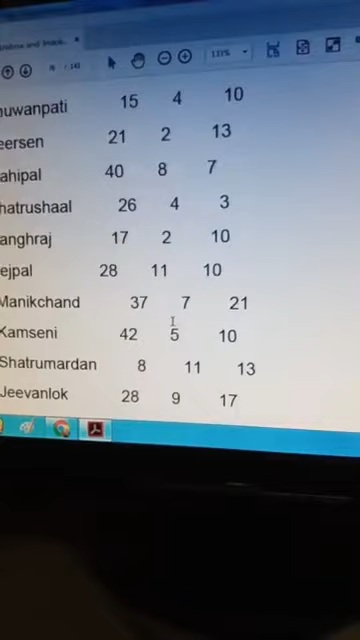 131%
uwanpati 15 4 10
eersen 21 2 13
ahipal 40 8 7
hatrushaal 26 4 3
anghraj 17 2 10
ejpal 28 11 10
Manikchand 37 7 21
Kamseni 42 5 10
Shatrumardan 8 11 13
Jeevanlok 28 9 17